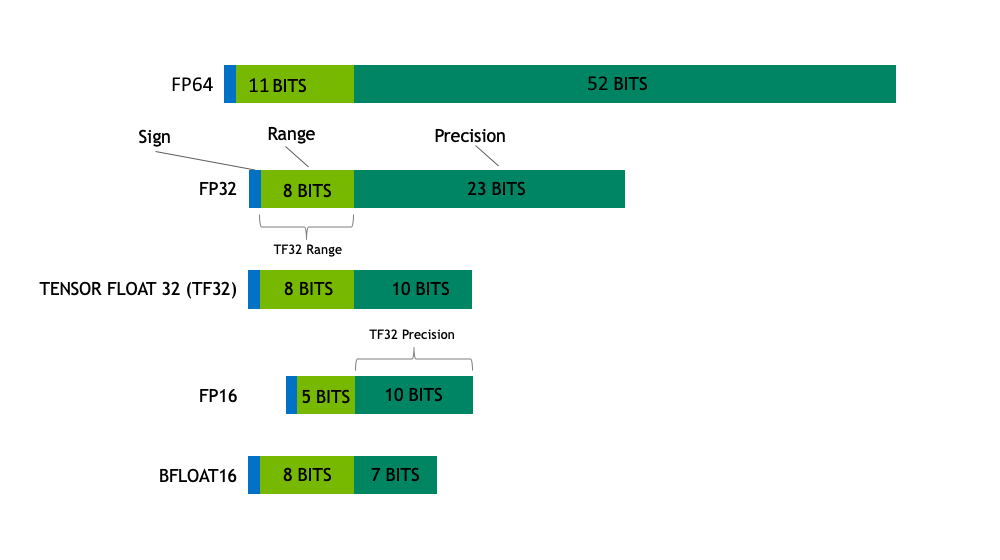 FP64
11 BITS
52 BITS
Sign
Range
Precision
FP32
8 BITS
23 BITS
TF32 Range
TENSOR FLOAT 32 (TF32)
8 BITS
10 BITS
TF32 Precision
FP16
5 BITS
10 BITS
BFLOAT16
8 BITS
7 BITS